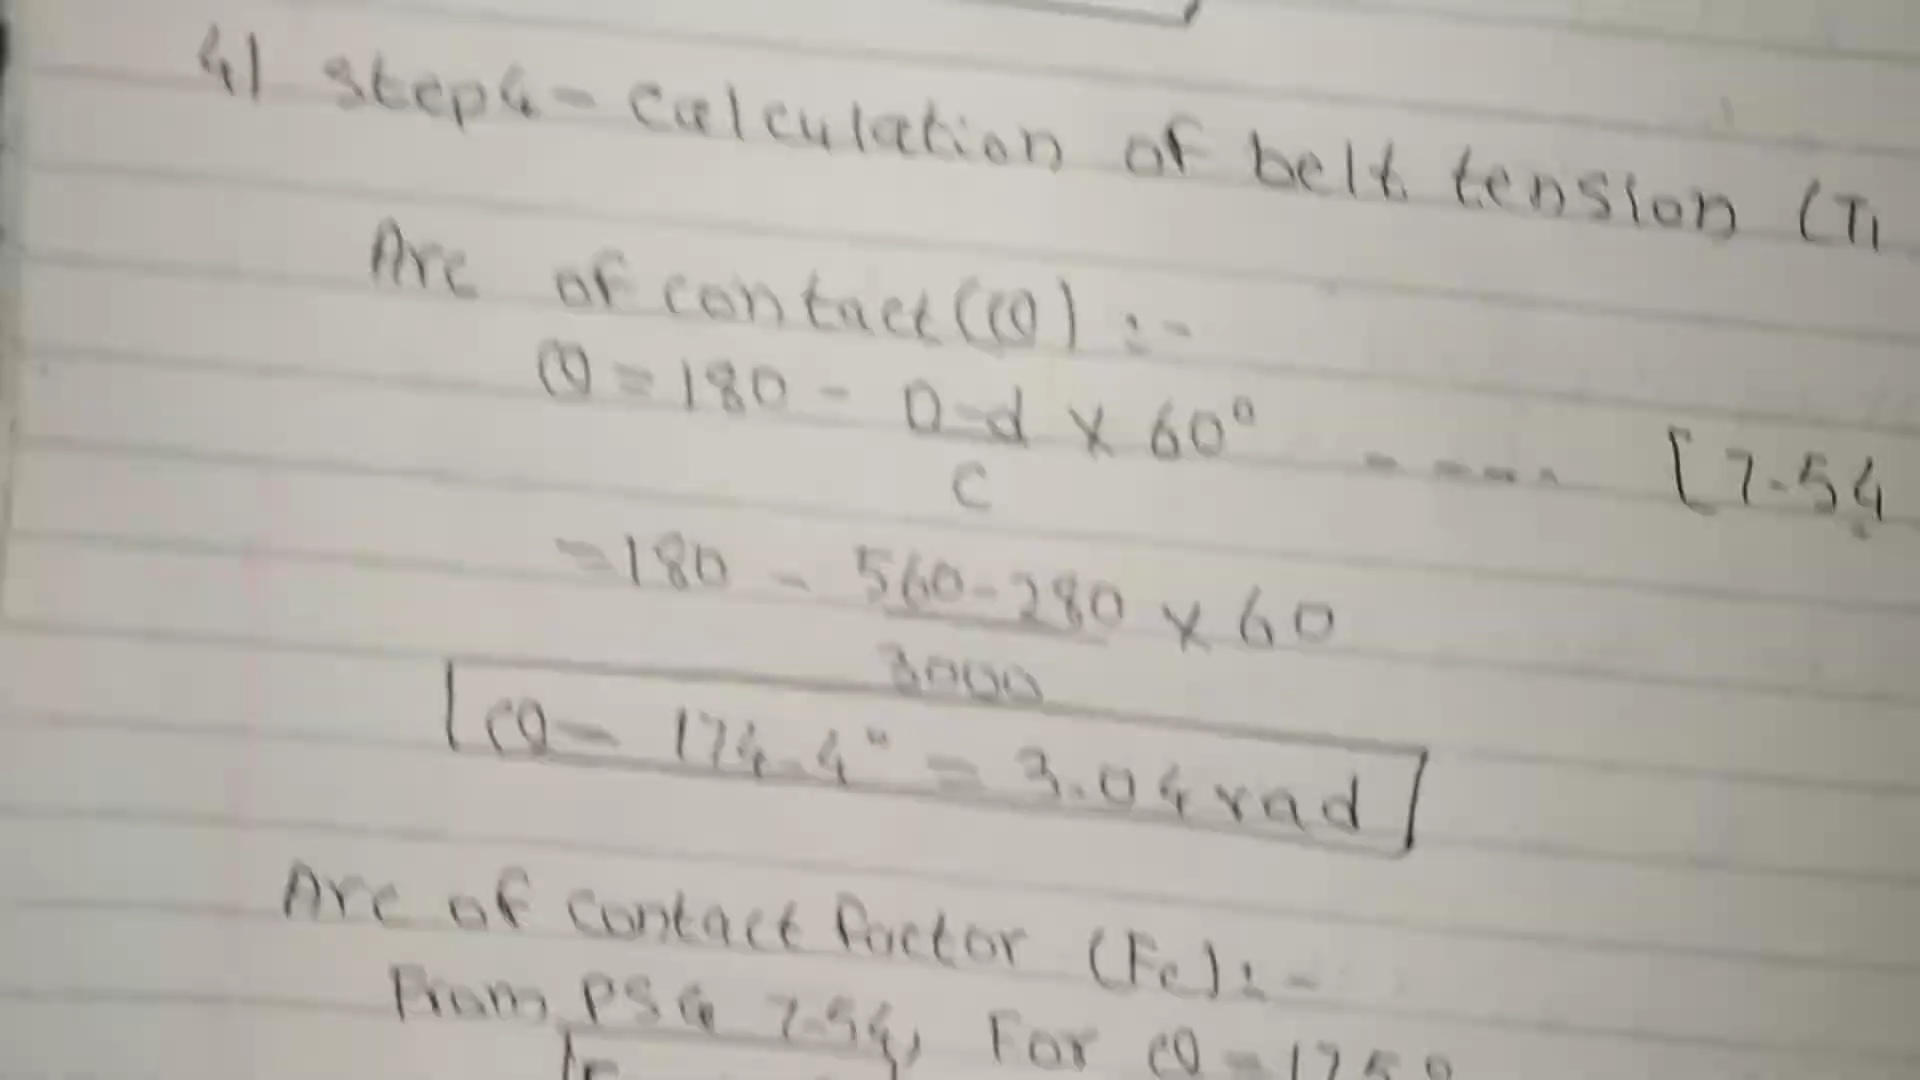 4) step4 - calculation of belt tension (T1
Arc of contact (θ) :-
θ = 180 - D-d × 60°
C
---- [7.54
= 180 - 560-280 × 60
3000
θ = 174.4° = 3.04 rad
Arc of contact factor (Fc) :-
From PSG 7.54, For θ = 175°